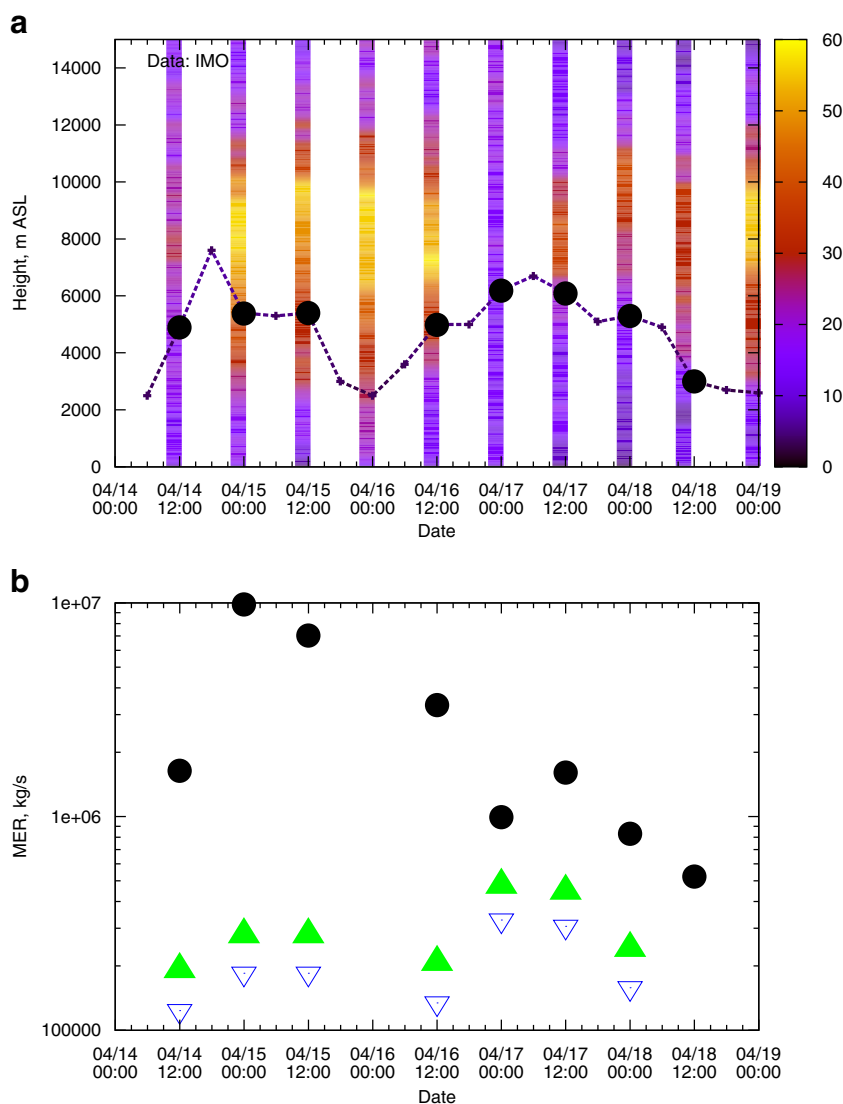 a
Data: IMO
14000
12000
10000
8000
6000
4000
2000
0
Height, m ASL
60
50
40
30
20
10
0
04/14 04/14 04/15 04/15 04/16 04/16 04/17 04/17 04/18 04/18 04/19
00:00 12:00 00:00 12:00 00:00 12:00 00:00 12:00 00:00 12:00 00:00
Date
b
1e+07
1e+06
100000
MER, kg/s
04/14 04/14 04/15 04/15 04/16 04/16 04/17 04/17 04/18 04/18 04/19
00:00 12:00 00:00 12:00 00:00 12:00 00:00 12:00 00:00 12:00 00:00
Date